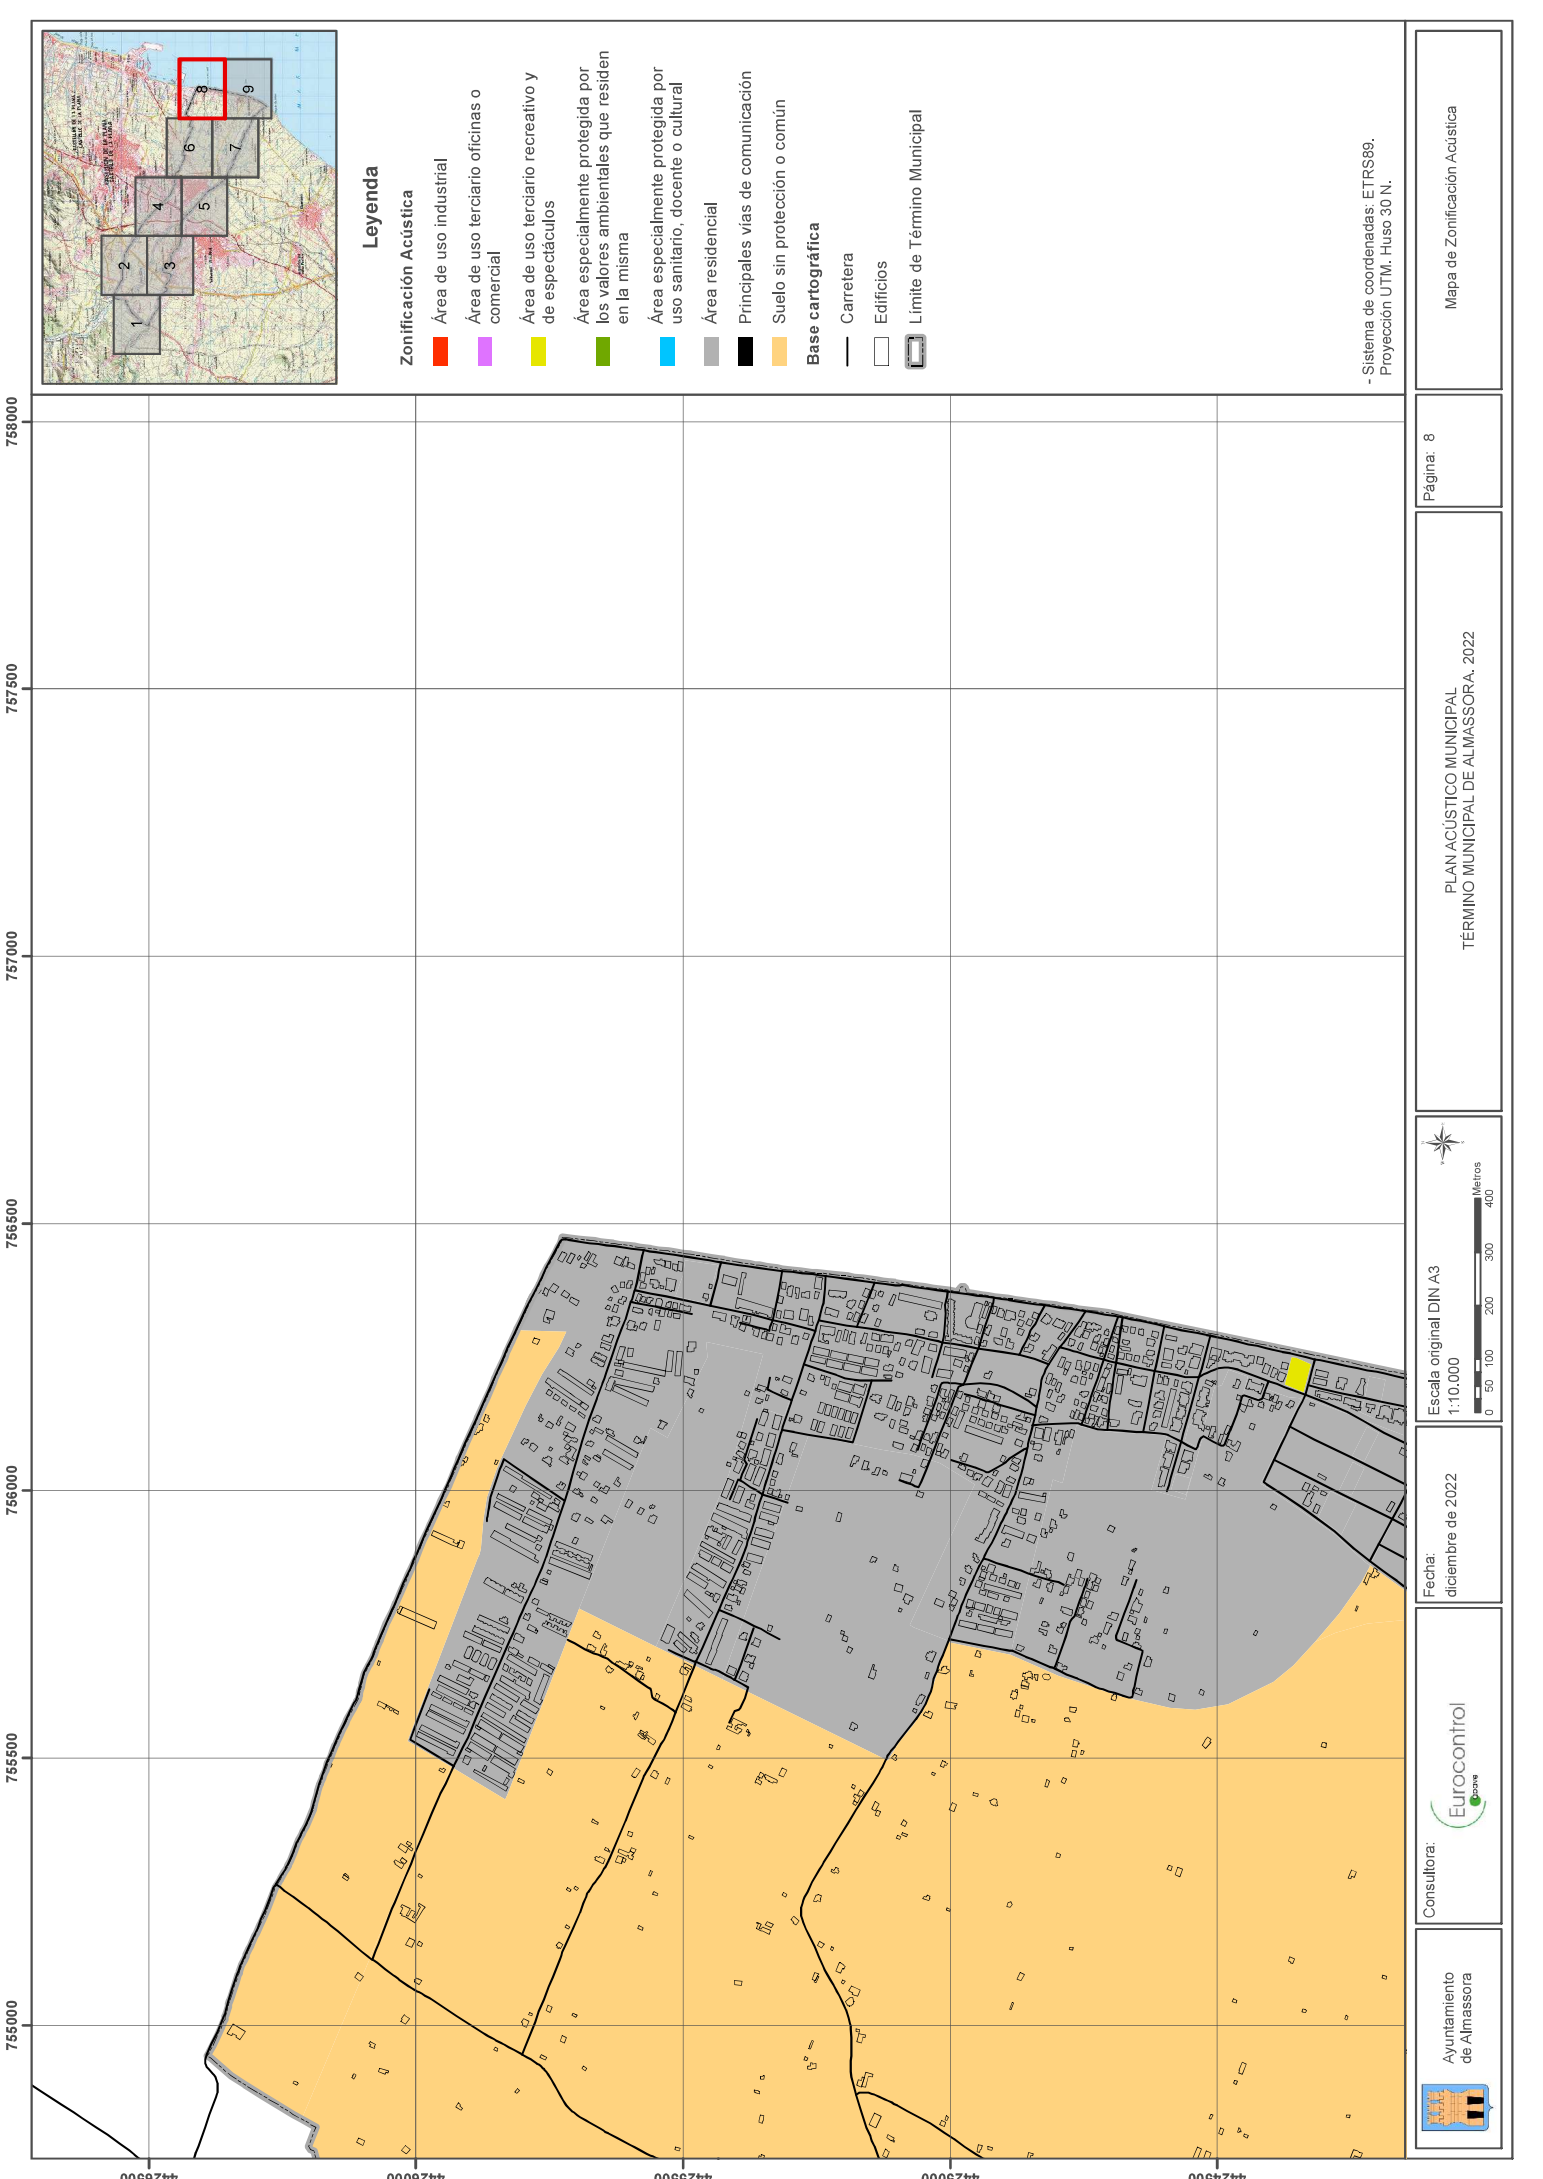 1
2
3
4
5
6
7
8
9
Leyenda
Zonificación Acústica
Área de uso industrial
Área de uso terciario oficinas o
comercial
Área de uso terciario recreativo y
de espectáculos
Área especialmente protegida por
los valores ambientales que residen
en la misma
Área especialmente protegida por
uso sanitario, docente o cultural
Área residencial
Principales vías de comunicación
Suelo sin protección o común
Base cartográfica
Carretera
Edificios
Límite de Término Municipal
- Sistema de coordenadas: ETRS89.
Proyección UTM. Huso 30 N.
755000
755500
756000
756500
757000
757500
758000
Ayuntamiento
de Almassora
Consultora:
Eurocontrol
apave
Fecha:
diciembre de 2022
Escala original DIN A3
1:10.000
0 50 100 200 300 400
Metros
PLAN ACÚSTICO MUNICIPAL
TÉRMINO MUNICIPAL DE ALMASSORA. 2022
Página: 8
Mapa de Zonificación Acústica